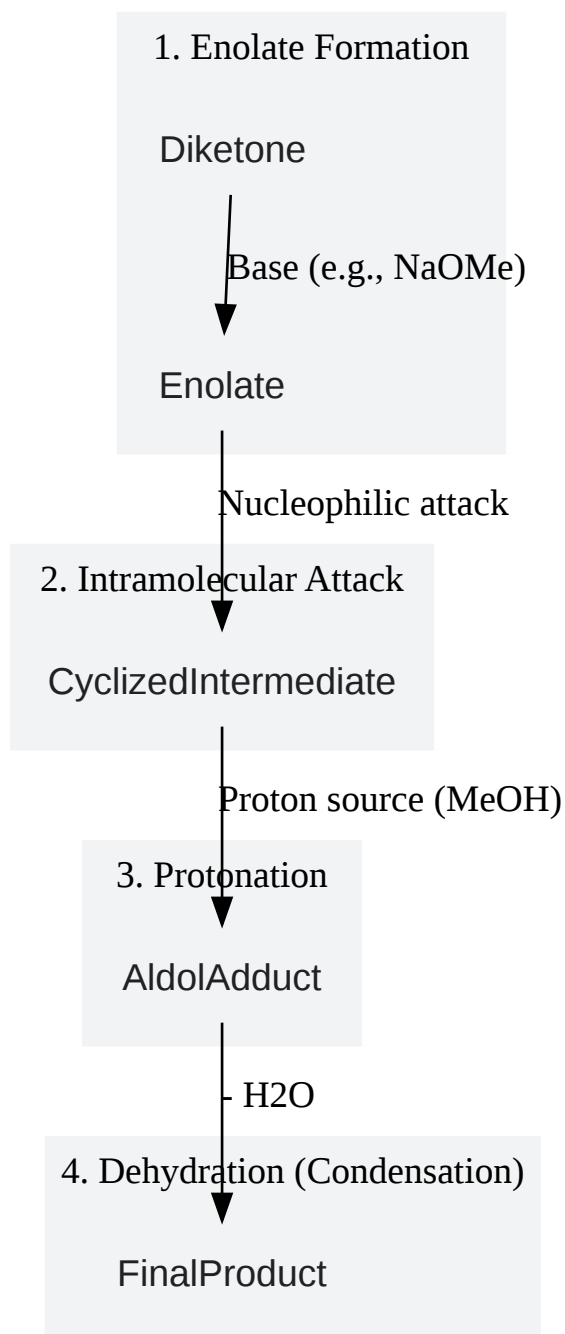 1. Enolate Formation
Diketone
Base (e.g., NaOMe)
Enolate
Nucleophilic attack
2. Intramolecular Attack
CyclizedIntermediate
Proton source (MeOH)
3. Protonation
AldolAdduct
- H2O
4. Dehydration (Condensation)
FinalProduct